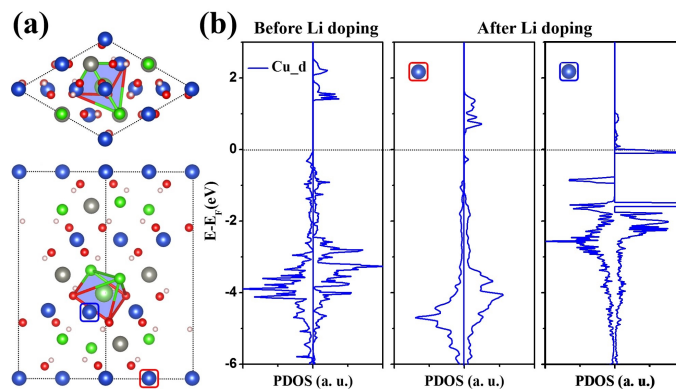 (a)
(b)
Before Li doping
After Li doping
Cu_d
E-E_F(eV)
2
0
-2
-4
-6
PDOS (a. u.)
PDOS (a. u.)
PDOS (a. u.)